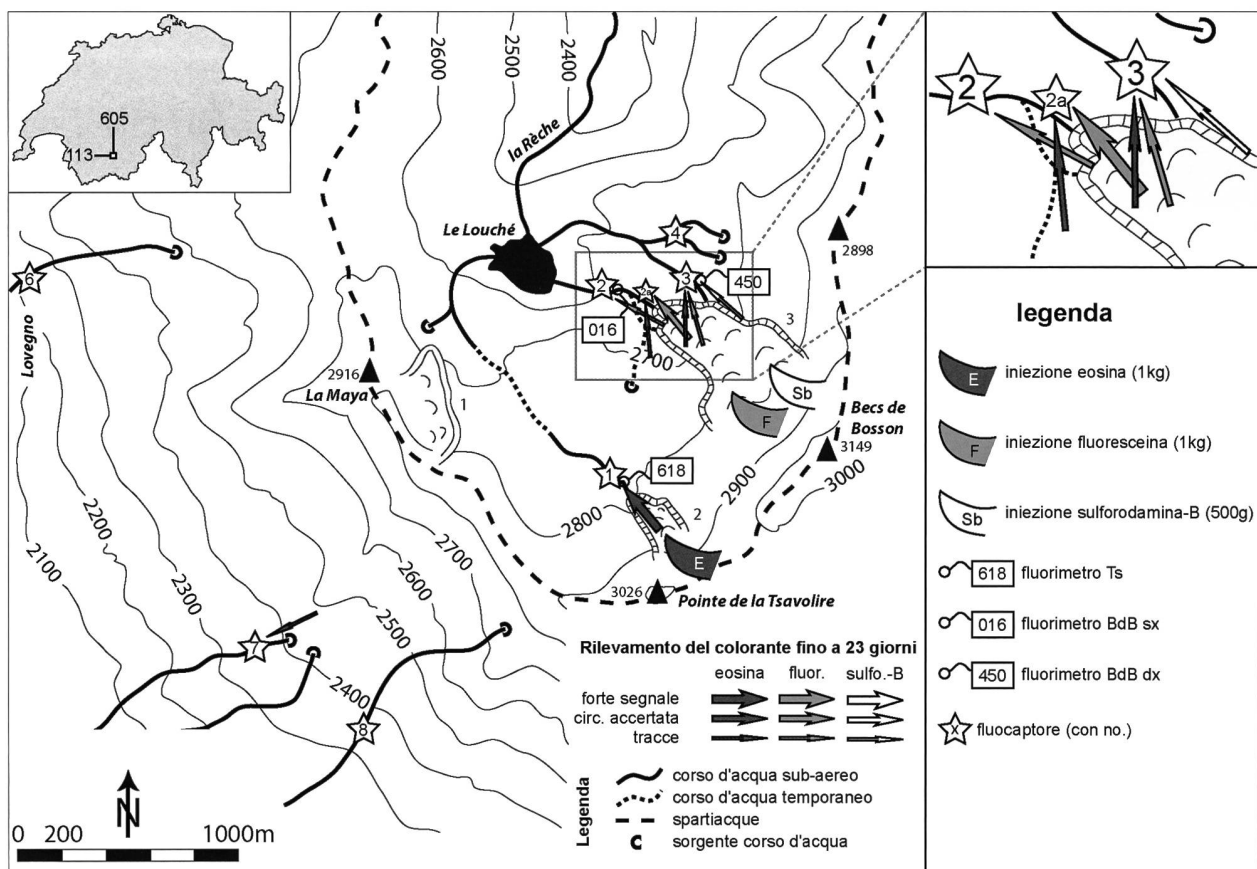 605
113
2600
2500
2400
la Rèche
Le Louché
4
2898
6
Lovegno
2
2a
3
450
016
3
2700
2916
La Maya
1
Sb
F
Becs de
Bosson
3149
3000
2900
1
618
2
2800
E
2700
3026
Pointe de la Tsavolire
2600
2500
2400
2300
2200
2100
7
8
N
0 200 1000m
Rilevamento del colorante fino a 23 giorni
eosina fluor. sulfo.-B
forte segnale
circ. accertata
tracce
Legenda
corso d'acqua sub-aereo
corso d'acqua temporaneo
spartiacque
sorgente corso d'acqua
2
2a
3
legenda
E iniezione eosina (1kg)
F iniezione fluoresceina (1kg)
Sb iniezione sulforodamina-B (500g)
618 fluorimetro Ts
016 fluorimetro BdB sx
450 fluorimetro BdB dx
x fluocaptore (con no.)